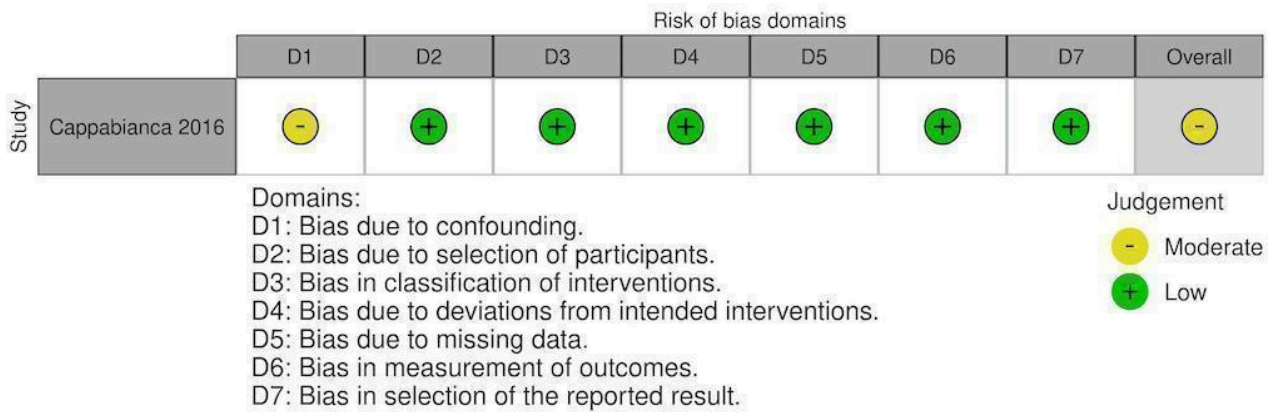 Risk of bias domains
D1 D2 D3 D4 D5 D6 D7 Overall
Study
Cappabianca 2016 - + + + + + + -
Domains:
D1: Bias due to confounding.
D2: Bias due to selection of participants.
D3: Bias in classification of interventions.
D4: Bias due to deviations from intended interventions.
D5: Bias due to missing data.
D6: Bias in measurement of outcomes.
D7: Bias in selection of the reported result.
Judgement
- Moderate
+ Low